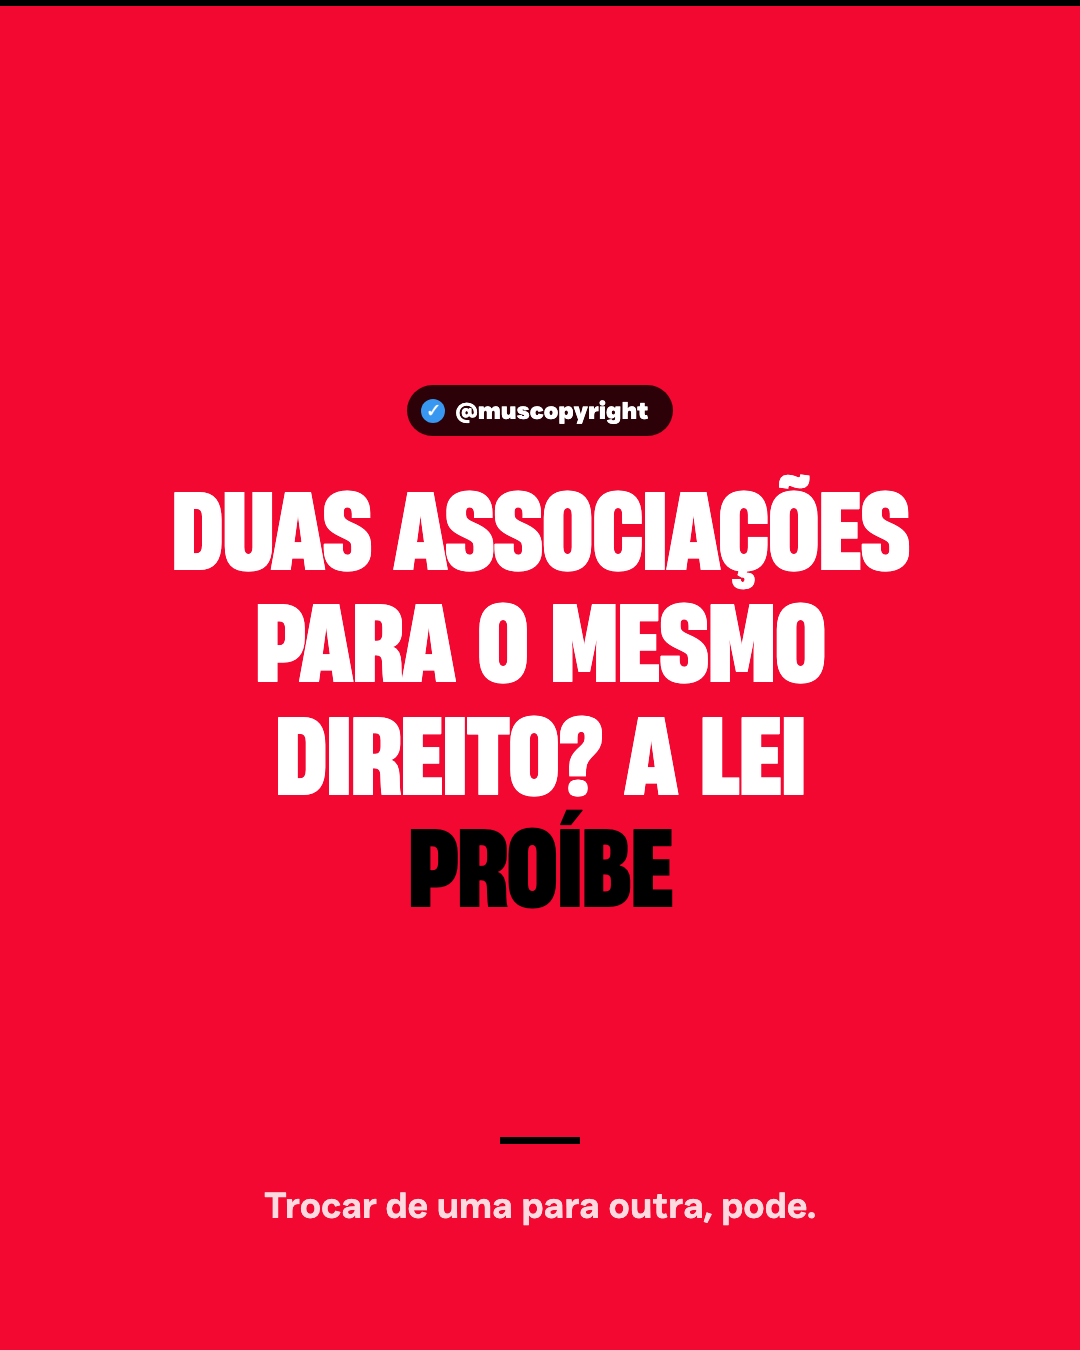 @muscopyright
DUAS ASSOCIAÇÕES
PARA O MESMO
DIREITO? A LEI
PROÍBE
Trocar de uma para outra, pode.